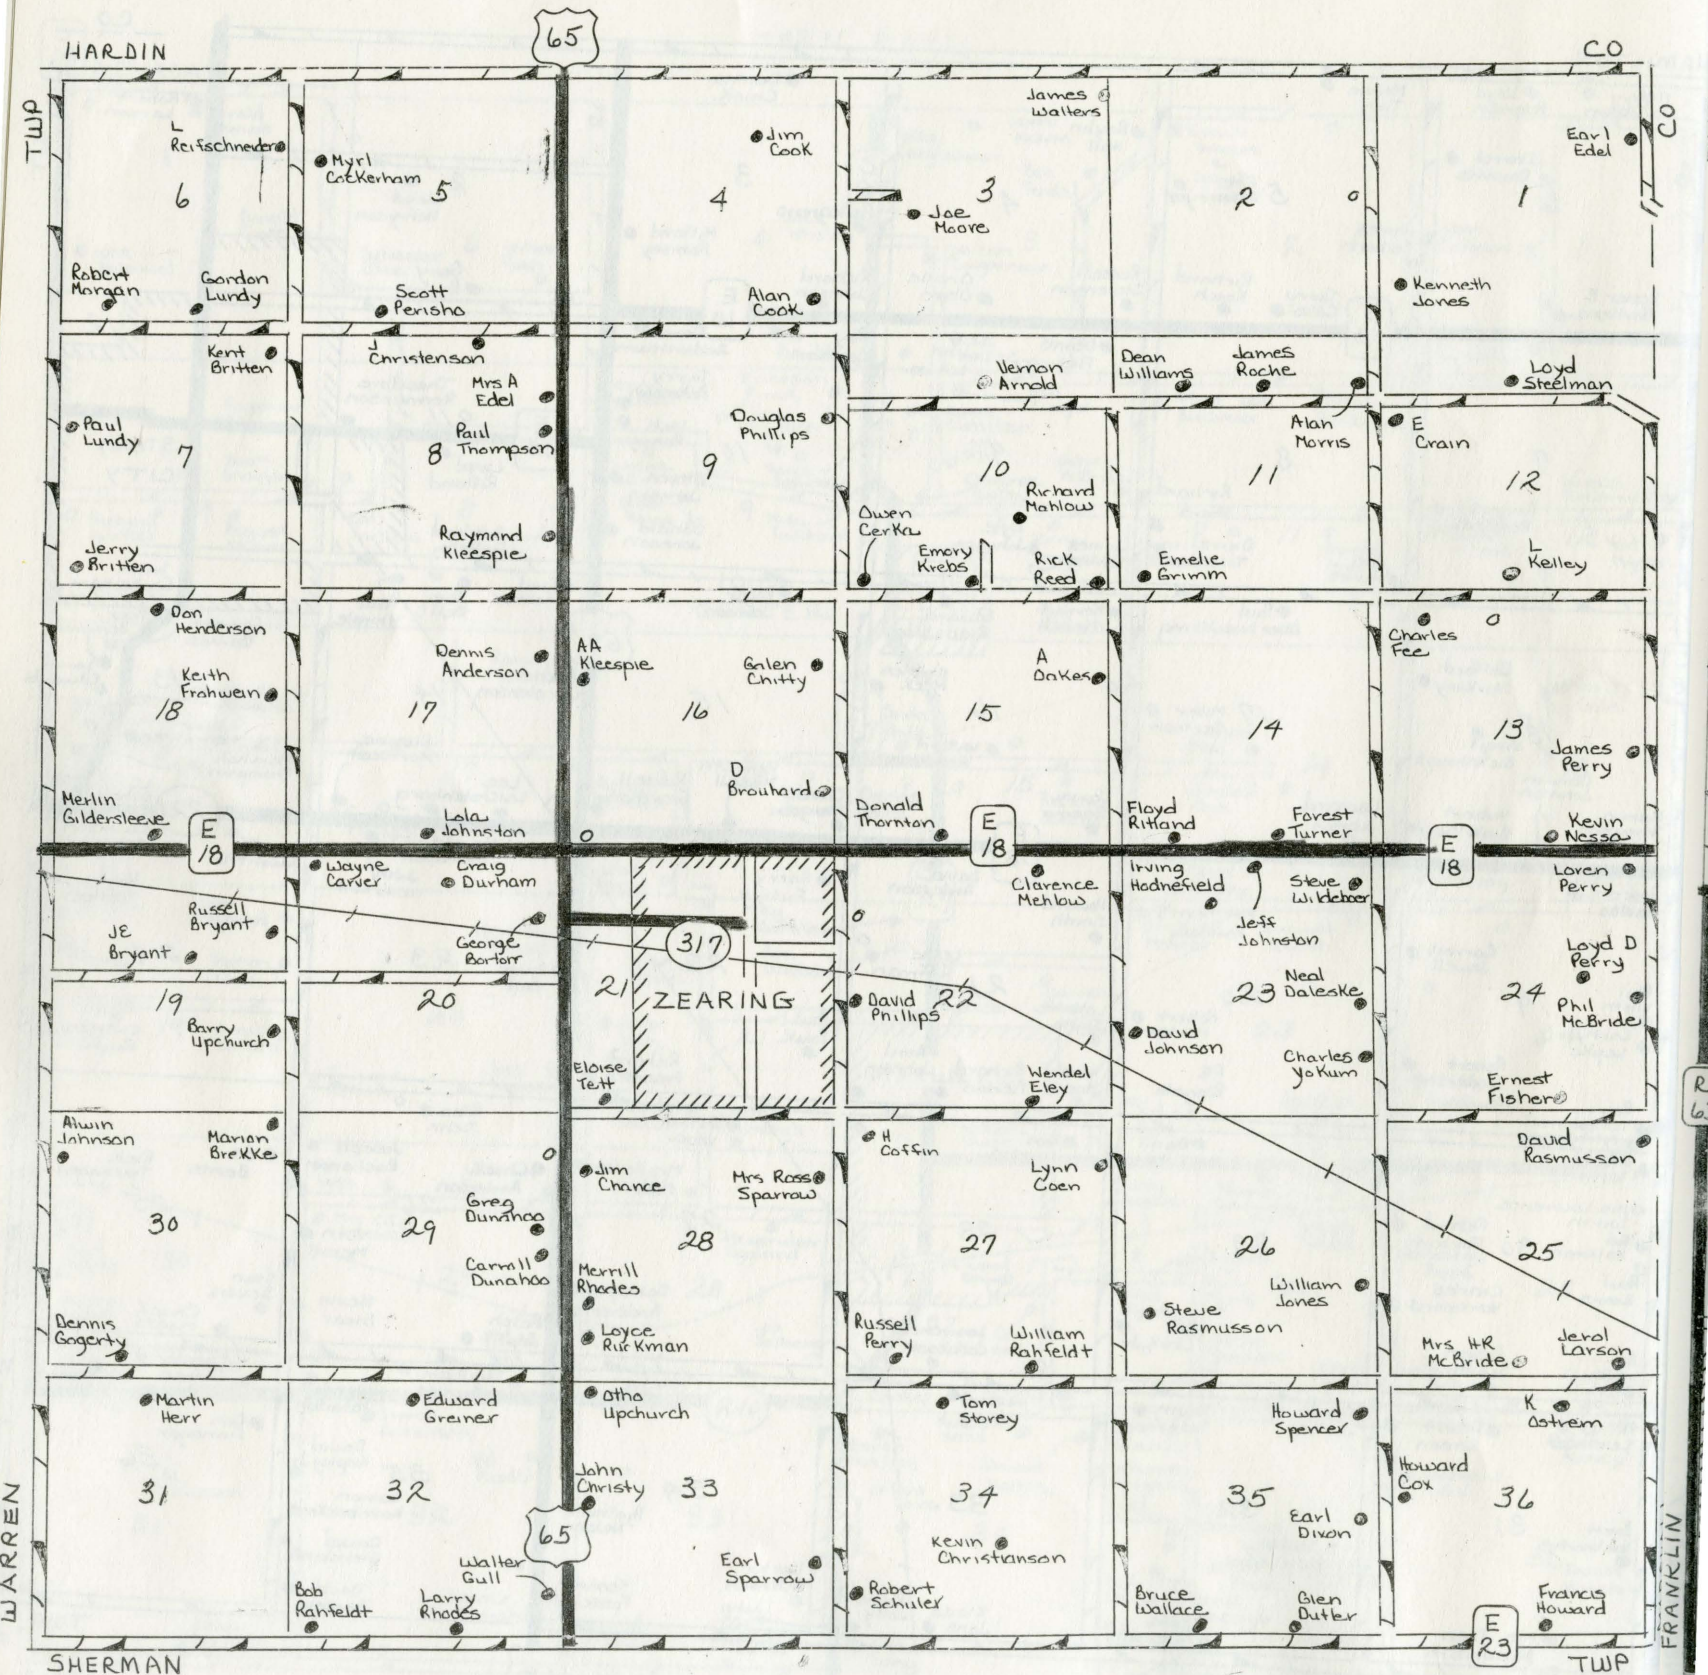 65
HARDIN
CO
TWP
CO
James
Walters
L
Reifschneider
Myrl
Cockerham
Jim
Cook
Earl
Edel
6
5
4
3
2
1
Joe
Moore
Robert
Morgan
Gordon
Lundy
Scott
Perisho
Alan
Cook
Kenneth
Jones
Kent
Britten
J
Christenson
Mrs A
Edel
Vernon
Arnold
Dean
Williams
James
Roche
Loyd
Steelman
Paul
Lundy
Paul
Thompson
Douglas
Phillips
Alan
Morris
E
Crain
7
8
9
10
11
12
Owen
Cerka
Richard
Mahlow
Jerry
Britten
Raymond
Kleespie
Emory
Krebs
Rick
Reed
Emelie
Grimm
L
Kelley
Don
Henderson
Keith
Frohwein
Dennis
Anderson
AA
Kleespie
Galen
Chitty
A
Oakes
Charles
Fee
18
17
16
15
14
13
James
Perry
Merlin
Gildersleeve
Lola
Johnston
D
Brouhard
Donald
Thornton
Floyd
Ritland
Forest
Turner
Kevin
Nessa
E
18
E
18
E
18
Wayne
Carver
Craig
Durham
Clarence
Mehlow
Irving
Hodnefield
Steve
Wildeboer
Loren
Perry
Russell
Bryant
JE
Bryant
George
Borton
317
Jeff
Johnston
Loyd D
Perry
19
20
21
ZEARING
David
Phillips
22
23
Neal
Daleske
24
Phil
McBride
Barry
Upchurch
David
Johnson
Charles
Yokum
Eloise
Tett
Wendel
Eley
Ernest
Fisher
R
6
Alwin
Johnson
Marian
Brekke
Jim
Chance
Mrs Ross
Sparrow
H
Coffin
Lynn
Coen
David
Rasmusson
30
29
28
27
26
25
Greg
Dunahoo
Carroll
Dunahoo
Merrill
Rhodes
Loyce
Ruckman
Russell
Perry
William
Rahfeldt
Steve
Rasmusson
William
Jones
Mrs HR
McBride
Jerol
Larson
Dennis
Gogerty
Martin
Herr
Edward
Greiner
Otho
Upchurch
Tom
Storey
Howard
Spencer
K
Ostrem
31
32
John
Christy
33
34
35
Howard
Cox
36
65
Earl
Dixon
Kevin
Christianson
Walter
Gull
Earl
Sparrow
Bob
Rahfeldt
Larry
Rhodes
Robert
Schuler
Bruce
Wallace
Glen
Dutler
Francis
Howard
E
23
WARREN
FRANKLIN
SHERMAN
TWP